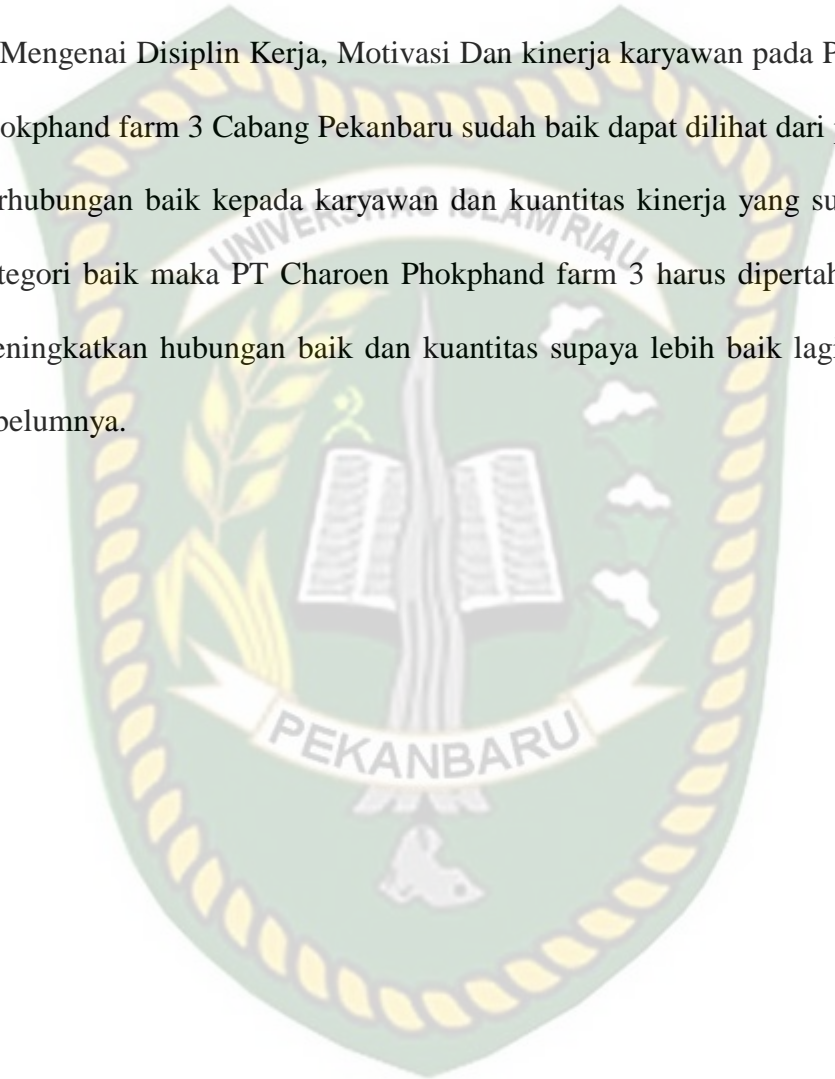 Mengenai Disiplin Kerja, Motivasi Dan kinerja karyawan pada P
okphand farm 3 Cabang Pekanbaru sudah baik dapat dilihat dari
rhubungan baik kepada karyawan dan kuantitas kinerja yang su
tegori baik maka PT Charoen Phokphand farm 3 harus dipertah
eningkatkan hubungan baik dan kuantitas supaya lebih baik lag
belumnya.
UNIVERSITAS ISLAM RIAU
PEKANBARU